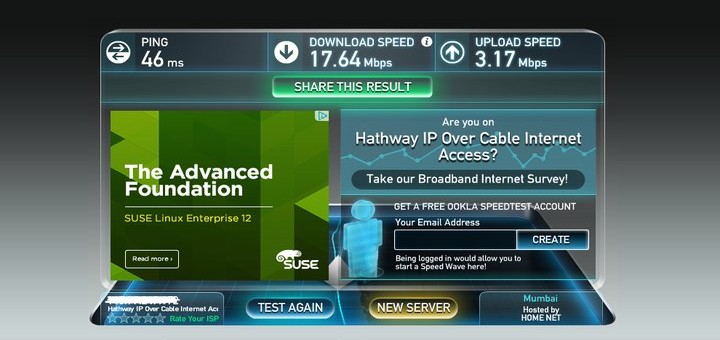 PING
46 ms
DOWNLOAD SPEED
17.64 Mbps
UPLOAD SPEED
3.17 Mbps
SHARE THIS RESULT
The Advanced
Foundation
SUSE Linux Enterprise 12
Read more ›
SUSE
Are you on
Hathway IP Over Cable Internet
Access?
Take our Broadband Internet Survey!
GET A FREE OOKLA SPEEDTEST ACCOUNT
Your Email Address
CREATE
Being logged in would allow you to
start a Speed Wave here!
Hathway IP Over Cable Internet Acc
Rate Your ISP
TEST AGAIN
NEW SERVER
Mumbai
Hosted by
HOME NET